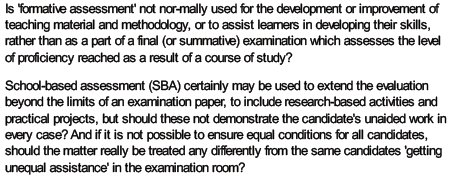 Is 'formative assessment' not nor-mally used for the development or improvement of
teaching material and methodology, or to assist learners in developing their skills,
rather than as a part of a final (or summative) examination which assesses the level
of proficiency reached as a result of a course of study?
School-based assessment (SBA) certainly may be used to extend the evaluation
beyond the limits of an examination paper, to include research-based activities and
practical projects, but should these not demonstrate the candidate's unaided work in
every case? And if it is not possible to ensure equal conditions for all candidates,
should the matter really be treated any differently from the same candidates 'getting
unequal assistance' in the examination room?